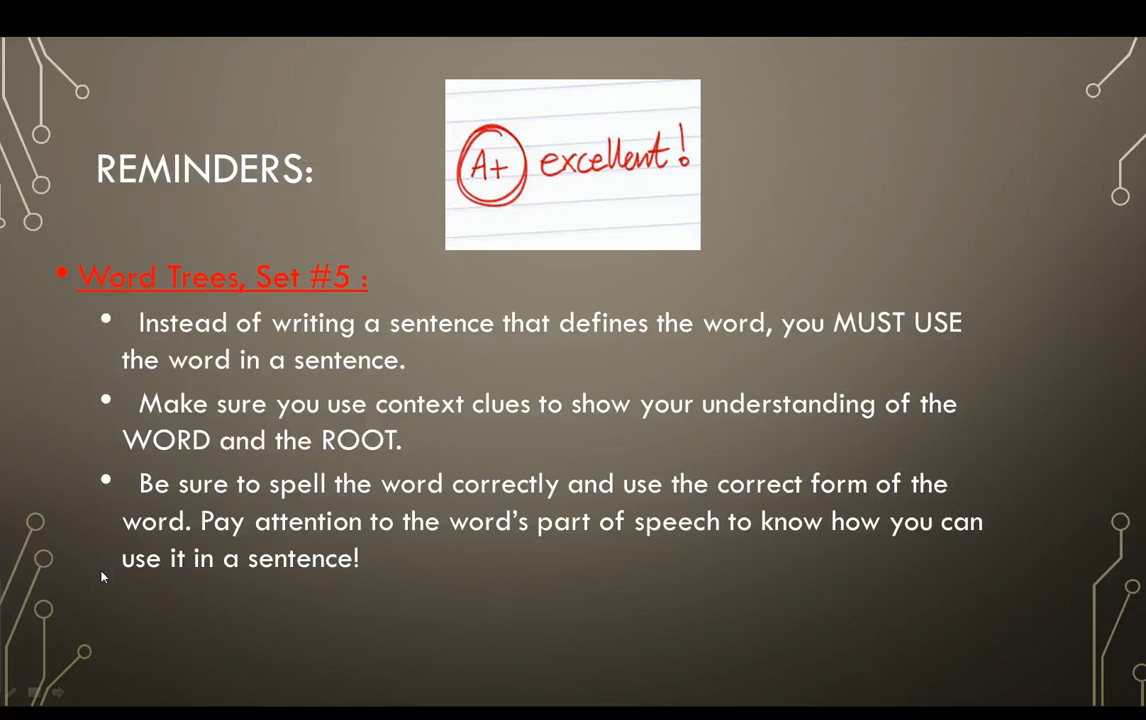 A+ excellent!
REMINDERS:
• Word Trees, Set #5 :
• Instead of writing a sentence that defines the word, you MUST USE
the word in a sentence.
• Make sure you use context clues to show your understanding of the
WORD and the ROOT.
• Be sure to spell the word correctly and use the correct form of the
word. Pay attention to the word’s part of speech to know how you can
use it in a sentence!